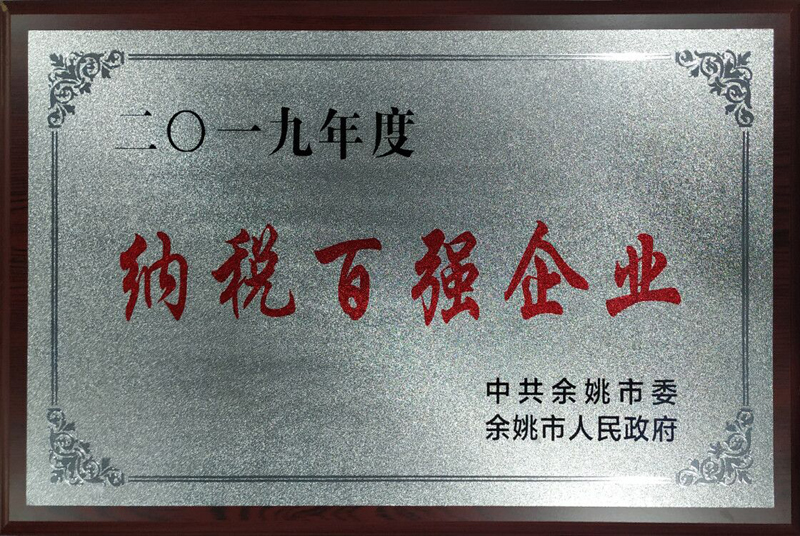 二〇一九年度
纳税百强企业
中共余姚市委
余姚市人民政府